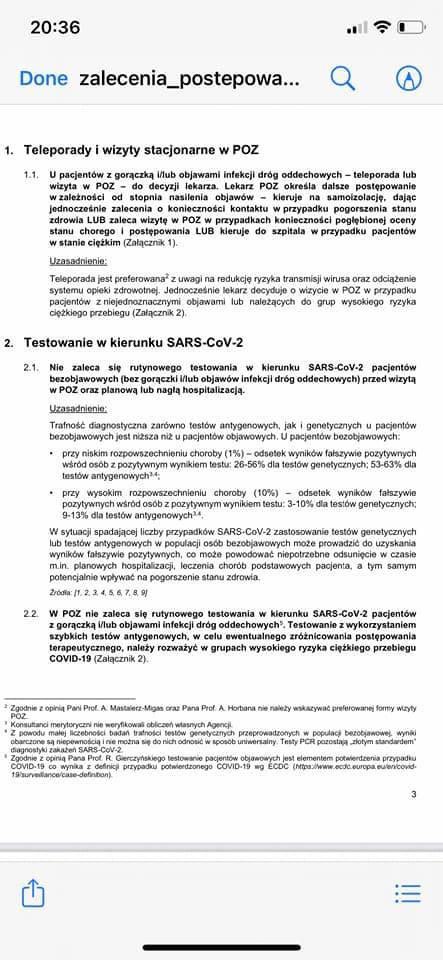 20:36
Done zalecenia_postepowa...
1. Teleporady i wizyty stacjonarne w POZ
1.1. U pacjentów z gorączką i/lub objawami infekcji dróg oddechowych – teleporada lub
wizyta w POZ – do decyzji lekarza. Lekarz POZ określa dalsze postępowanie
w zależności od stopnia nasilenia objawów – kieruje na samoizolację, dając
jednocześnie zalecenia o konieczności kontaktu w przypadku pogorszenia stanu
zdrowia LUB zaleca wizytę w POZ w przypadkach konieczności pogłębionej oceny
stanu chorego i postępowania LUB kieruje do szpitala w przypadku pacjentów
w stanie ciężkim (Załącznik 1).
Uzasadnienie:
Teleporada jest preferowana² z uwagi na redukcję ryzyka transmisji wirusa oraz odciążenie
systemu opieki zdrowotnej. Jednocześnie lekarz decyduje o wizycie w POZ w przypadku
pacjentów z niejednoznacznymi objawami lub należących do grup wysokiego ryzyka
ciężkiego przebiegu (Załącznik 2).
2. Testowanie w kierunku SARS-CoV-2
2.1. Nie zaleca się rutynowego testowania w kierunku SARS-CoV-2 pacjentów
bezobjawowych (bez gorączki i/lub objawów infekcji dróg oddechowych) przed wizytą
w POZ oraz planową lub nagłą hospitalizacją.
Uzasadnienie:
Trafność diagnostyczna zarówno testów antygenowych, jak i genetycznych u pacjentów
bezobjawowych jest niższa niż u pacjentów objawowych. U pacjentów bezobjawowych:
• przy niskim rozpowszechnieniu choroby (1%) – odsetek wyników fałszywie pozytywnych
wśród osób z pozytywnym wynikiem testu: 26-56% dla testów genetycznych; 53-63% dla
testów antygenowych³,⁴;
• przy wysokim rozpowszechnieniu choroby (10%) – odsetek wyników fałszywie
pozytywnych wśród osób z pozytywnym wynikiem testu: 3-10% dla testów genetycznych;
9-13% dla testów antygenowych³,⁴.
W sytuacji spadającej liczby przypadków SARS-CoV-2 zastosowanie testów genetycznych
lub testów antygenowych w populacji osób bezobjawowych może prowadzić do uzyskania
wyników fałszywie pozytywnych, co może powodować niepotrzebne odsunięcie w czasie
m.in. planowych hospitalizacji, leczenia chorób podstawowych pacjenta, a tym samym
potencjalnie wpływać na pogorszenie stanu zdrowia.
Źródła: [1, 2, 3, 4, 5, 6, 7, 8, 9]
2.2. W POZ nie zaleca się rutynowego testowania w kierunku SARS-CoV-2 pacjentów
z gorączką i/lub objawami infekcji dróg oddechowych⁵. Testowanie z wykorzystaniem
szybkich testów antygenowych, w celu ewentualnego zróżnicowania postępowania
terapeutycznego, należy rozważyć w grupach wysokiego ryzyka ciężkiego przebiegu
COVID-19 (Załącznik 2).
² Zgodnie z opinią Pani Prof. A. Mastalerz-Migas oraz Pana Prof. A. Horbana nie należy wskazywać preferowanej formy wizyty
POZ.
³ Konsultanci merytoryczni nie weryfikowali obliczeń własnych Agencji.
⁴ Z powodu małej liczebności badań trafności testów genetycznych przeprowadzonych w populacji bezobjawowej, wyniki
obarczone są niepewnością i nie można się do nich odnosić w sposób uniwersalny. Testy PCR pozostają „złotym standardem”
diagnostyki zakażeń SARS-CoV-2.
⁵ Zgodnie z opinią Pana Prof. R. Gierczyńskiego testowanie pacjentów objawowych jest elementem potwierdzenia przypadku
COVID-19 co wynika z definicji przypadku potwierdzonego COVID-19 wg ECDC (https://www.ecdc.europa.eu/en/covid-
19/surveillance/case-definition).
3